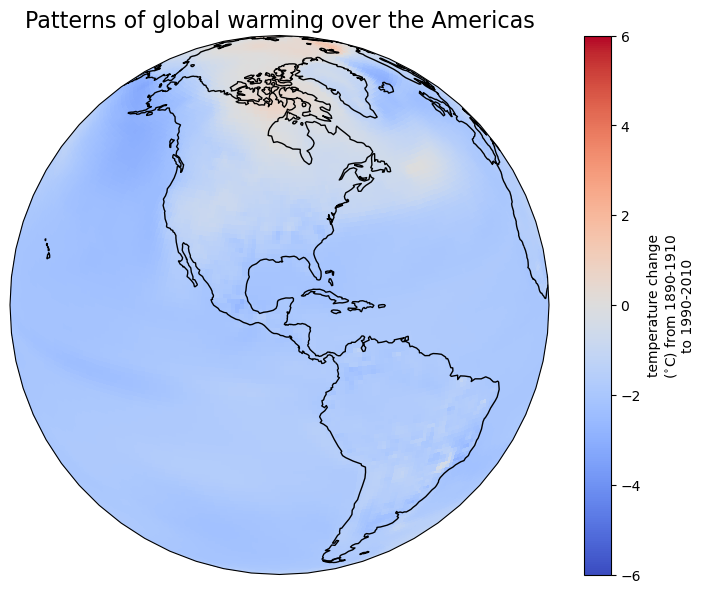 Patterns of global warming over the Americas
6
4
2
0
−2
−4
−6
temperature change
(°C) from 1890-1910
to 1990-2010